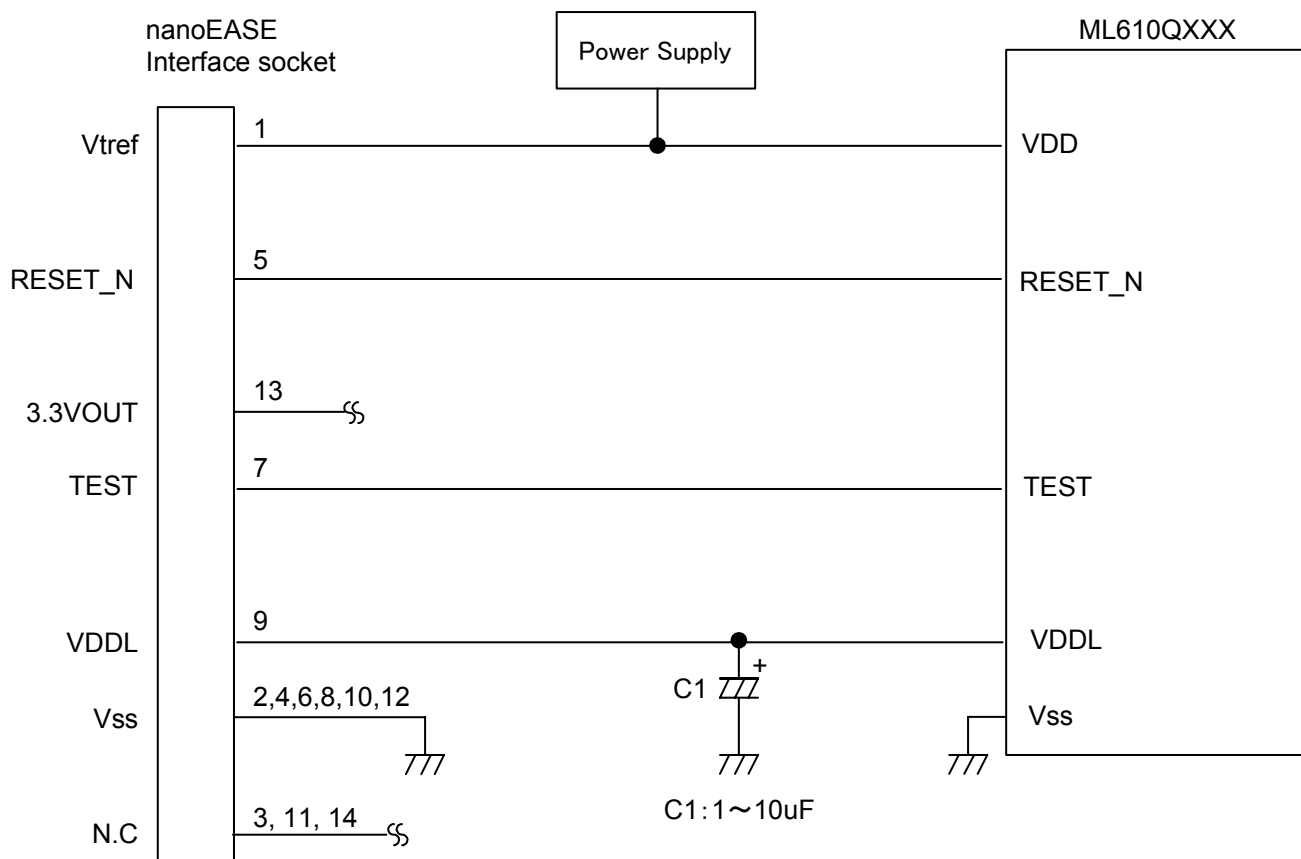 nanoEASE
Interface socket
Power Supply
ML610QXXX
Vtref
1
VDD
RESET_N
5
RESET_N
3.3VOUT
13
TEST
7
TEST
VDDL
9
VDDL
C1
+
Vss
2,4,6,8,10,12
Vss
C1:1～10uF
N.C
3, 11, 14